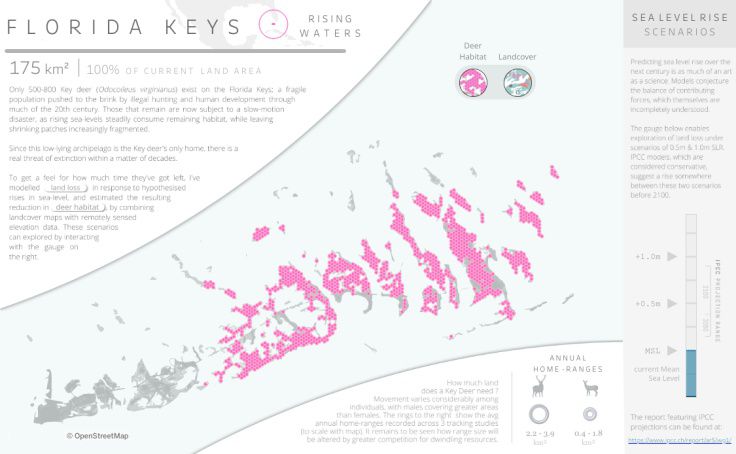 FLORIDA KEYS
RISING
WATERS
175 km² | 100% OF CURRENT LAND AREA
Only 500-800 Key deer (Odocoileus virginianus) exist on the Florida Keys; a fragile
population pushed to the brink by illegal hunting and human development through
much of the 20th century. Those that remain are now subject to a slow-motion
disaster, as rising sea-levels steadily consume remaining habitat, while leaving
shrinking patches increasingly fragmented.
Since this low lying archipelago is the Key deer's only home, there is a
real threat of extinction within a matter of decades.
To get a feel for how much time they've got left, I've
modelled land loss in response to hypothesised
rises in sea-level, and estimated the resulting
reduction in deer habitat, by combining
landcover maps with remotely sensed
elevation data. These scenarios
can explored by interacting
with the gauge on
the right.
Deer
Habitat
Landcover
© OpenStreetMap
How much land
does a Key Deer need ?
Movement varies considerably among
individuals, with males covering greater areas
than females. The rings to the right show the avg
annual home-ranges recorded across 3 tracking studies
(to scale with map). It remains to be seen how range size will
be altered by greater competition for dwindling resources.
ANNUAL
HOME-RANGES
2.2 - 3.9
km²
0.4 - 1.8
km²
SEA LEVEL RISE
SCENARIOS
Predicting sea level rise over the
next century is as much of an art
as a science. Models conjecture
the balance of contributing
forces, which themselves are
incompletely understood.
The gauge below enables
exploration of land loss under
scenarios of 0.5m & 1.0m SLR.
IPCC models, which are
considered conservative,
suggest a rise somewhere
between these two scenarios
before 2100.
+1.0m
+0.5m
MSL
current Mean
Sea Level
IPCC PROJECTION RANGE
2100
The report featuring IPCC
projections can be found at:
https://www.ipcc.ch/report/ar5/wg1/